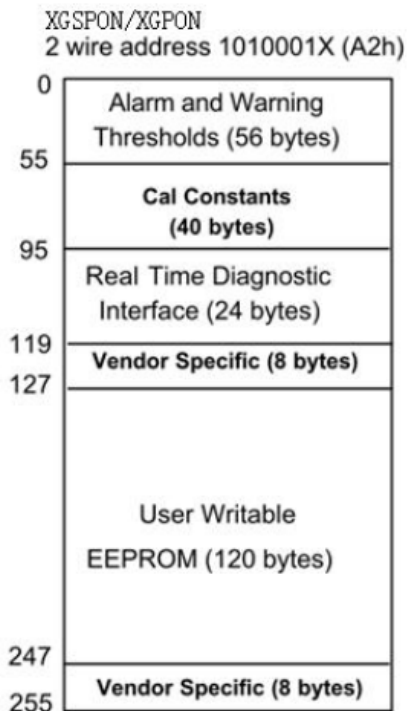 XGSPON/XGPON
2 wire address 1010001X (A2h)
0
Alarm and Warning
Thresholds (56 bytes)
55
Cal Constants
(40 bytes)
95
Real Time Diagnostic
Interface (24 bytes)
119
Vendor Specific (8 bytes)
127
User Writable
EEPROM (120 bytes)
247
Vendor Specific (8 bytes)
255